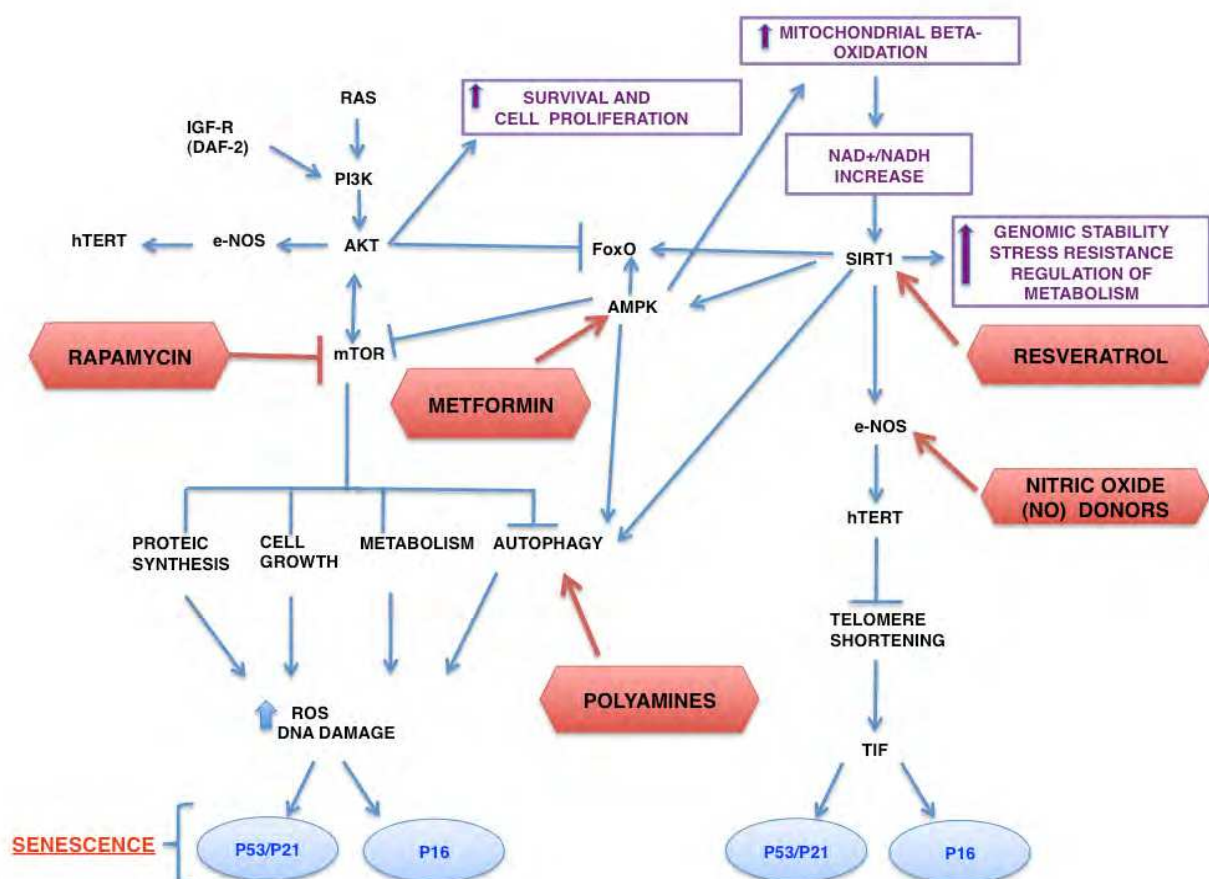 MITOCHONDRIAL BETA-
OXIDATION
RAS
SURVIVAL AND
CELL PROLIFERATION
IGF-R
(DAF-2)
NAD+/NADH
INCREASE
PI3K
hTERT
e-NOS
AKT
FoxO
SIRT1
GENOMIC STABILITY
STRESS RESISTANCE
REGULATION OF
METABOLISM
AMPK
RAPAMYCIN
mTOR
RESVERATROL
METFORMIN
e-NOS
NITRIC OXIDE
(NO) DONORS
hTERT
PROTEIC
SYNTHESIS
CELL
GROWTH
METABOLISM
AUTOPHAGY
TELOMERE
SHORTENING
POLYAMINES
ROS
DNA DAMAGE
TIF
SENESCENCE
P53/P21
P16
P53/P21
P16